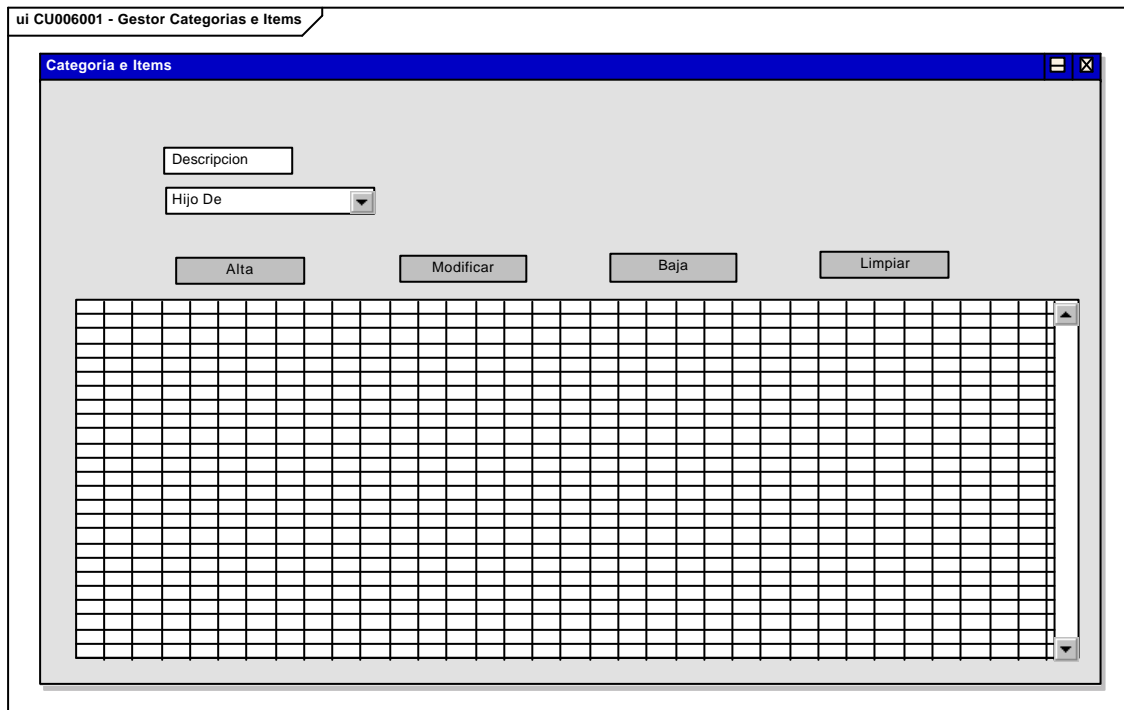 ui CU006001 - Gestor Categorias e Items
Categoria e Items
Descripcion
Hijo De
Alta
Modificar
Baja
Limpiar